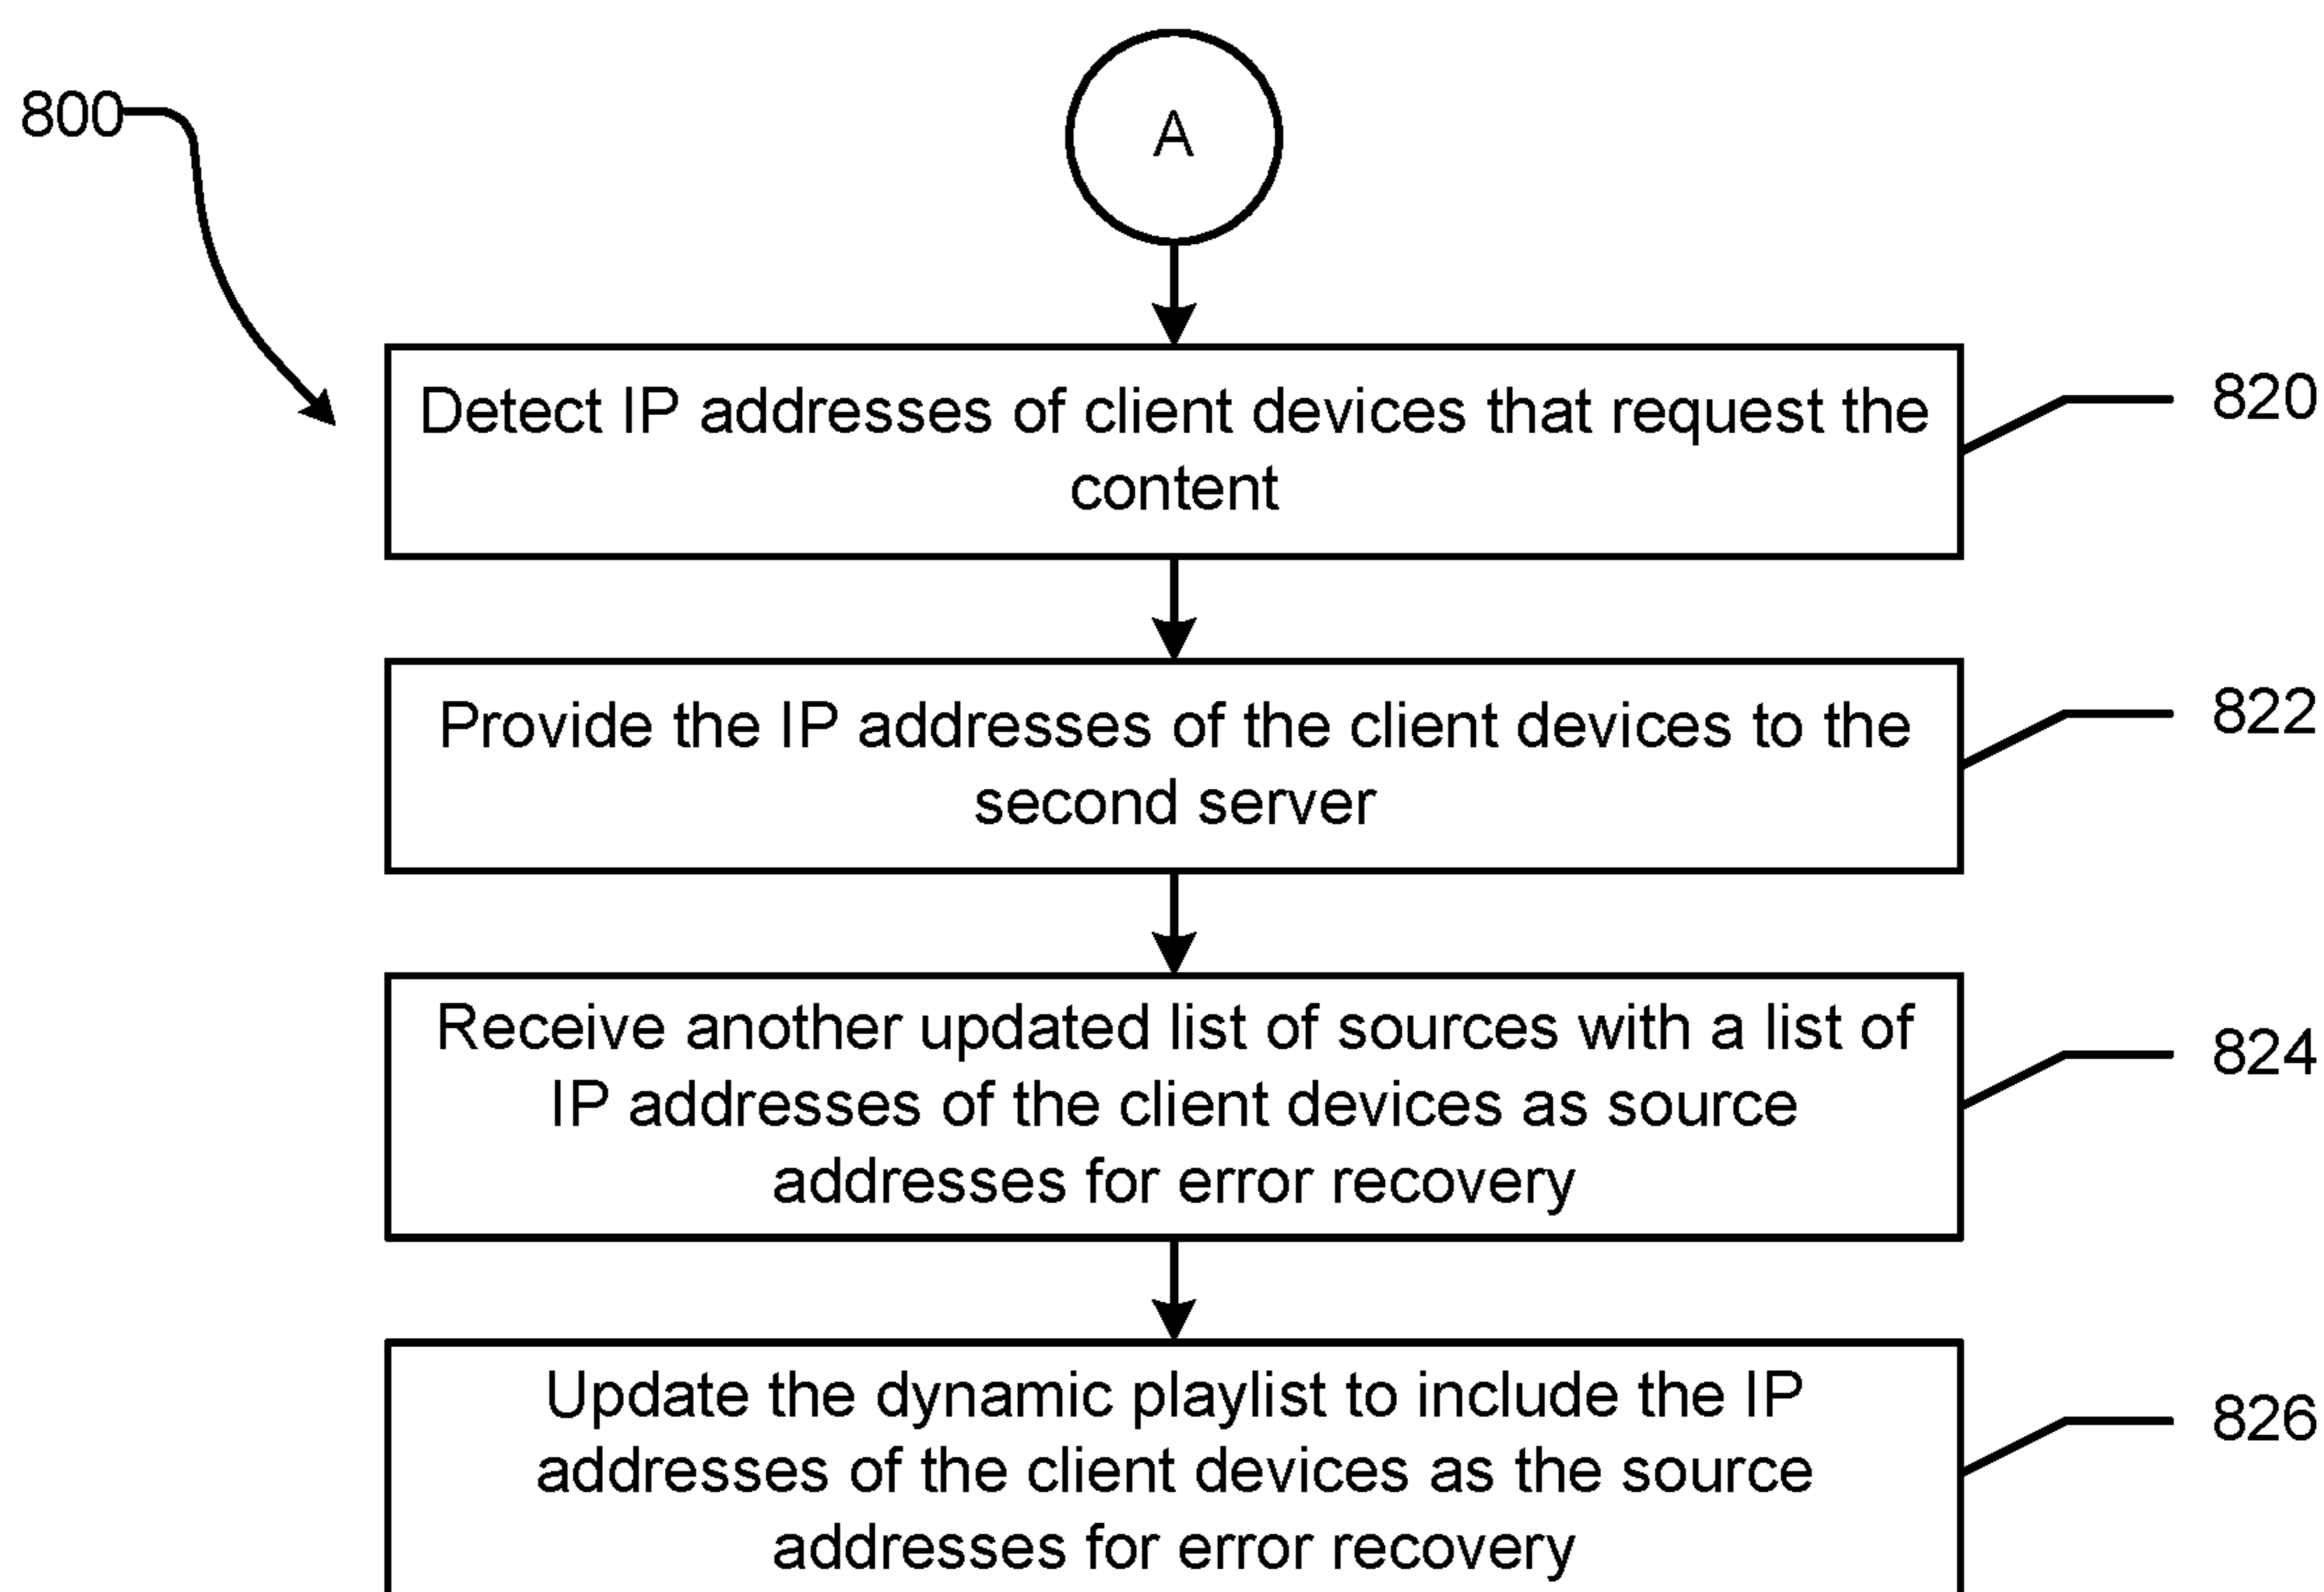 800
A
Detect IP addresses of client devices that request the
content
820
Provide the IP addresses of the client devices to the
second server
822
Receive another updated list of sources with a list of
IP addresses of the client devices as source
addresses for error recovery
824
Update the dynamic playlist to include the IP
addresses of the client devices as the source
addresses for error recovery
826